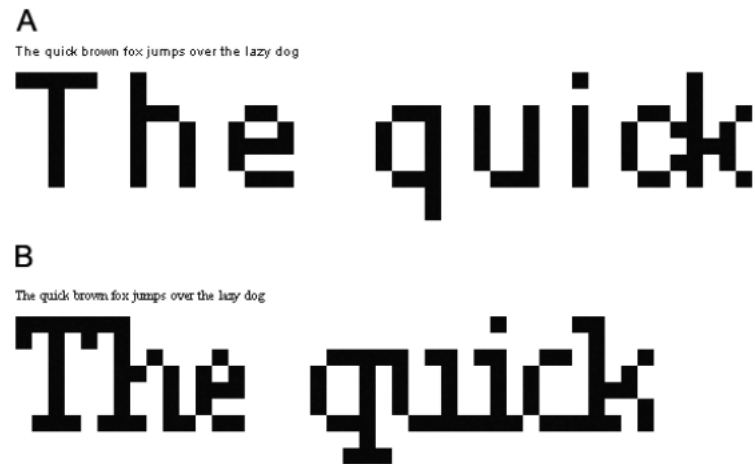 A
The quick brown fox jumps over the lazy dog
The quick
B
The quick brown fox jumps over the lazy dog
The quick